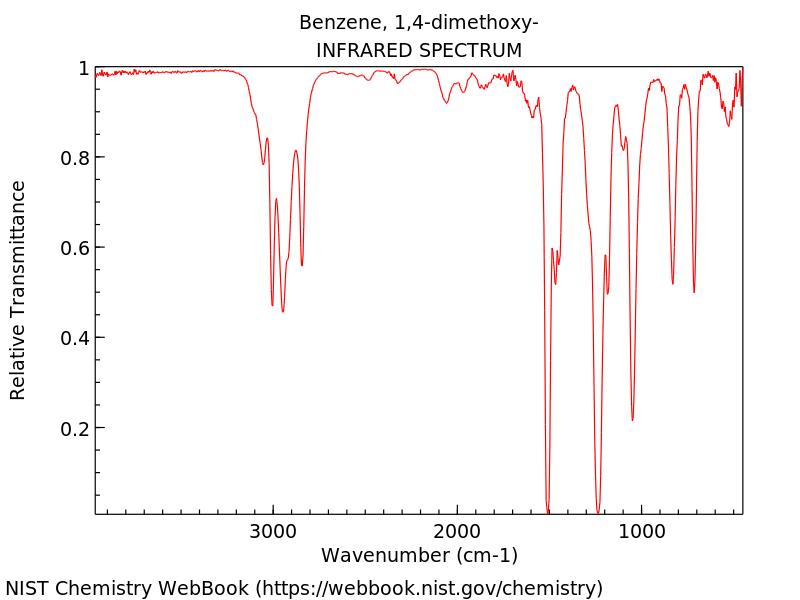 Benzene, 1,4-dimethoxy-
INFRARED SPECTRUM
1
0.8
0.6
0.4
0.2
Relative Transmittance
3000 2000 1000
Wavenumber (cm-1)
NIST Chemistry WebBook (https://webbook.nist.gov/chemistry)